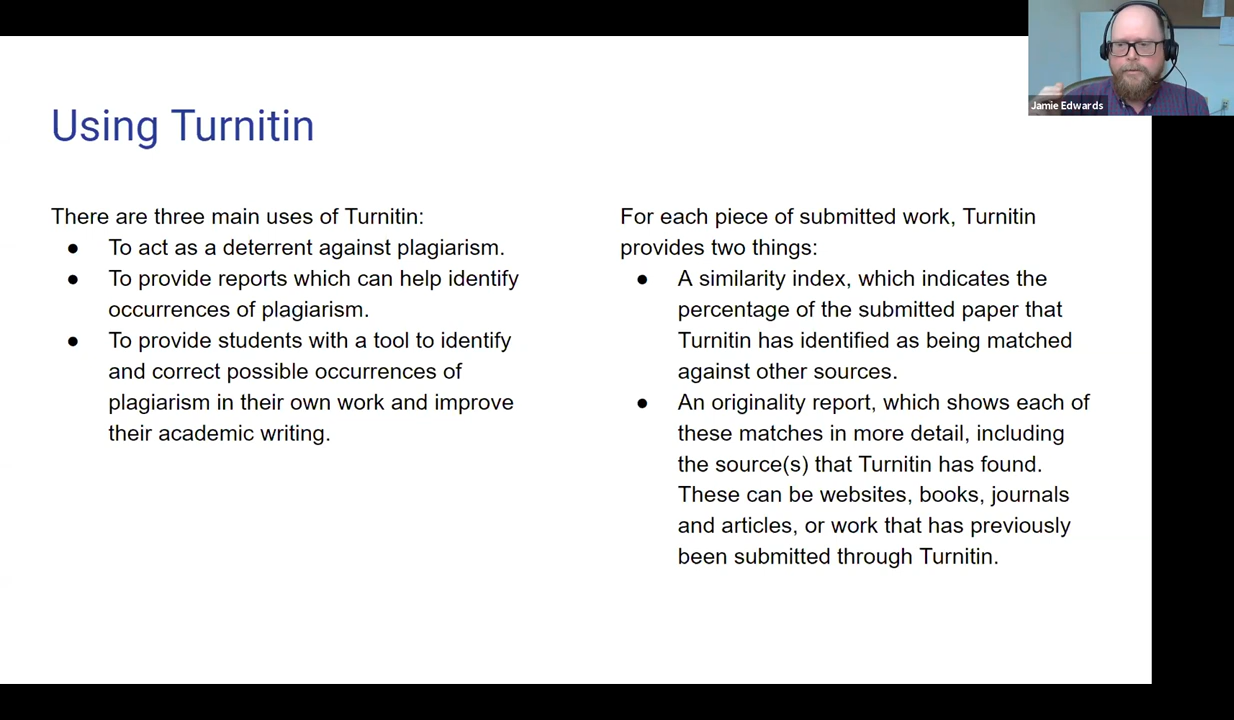 Using Turnitin
There are three main uses of Turnitin:
● To act as a deterrent against plagiarism.
● To provide reports which can help identify
occurrences of plagiarism.
● To provide students with a tool to identify
and correct possible occurrences of
plagiarism in their own work and improve
their academic writing.
For each piece of submitted work, Turnitin
provides two things:
● A similarity index, which indicates the
percentage of the submitted paper that
Turnitin has identified as being matched
against other sources.
● An originality report, which shows each of
these matches in more detail, including
the source(s) that Turnitin has found.
These can be websites, books, journals
and articles, or work that has previously
been submitted through Turnitin.
Jamie Edwards